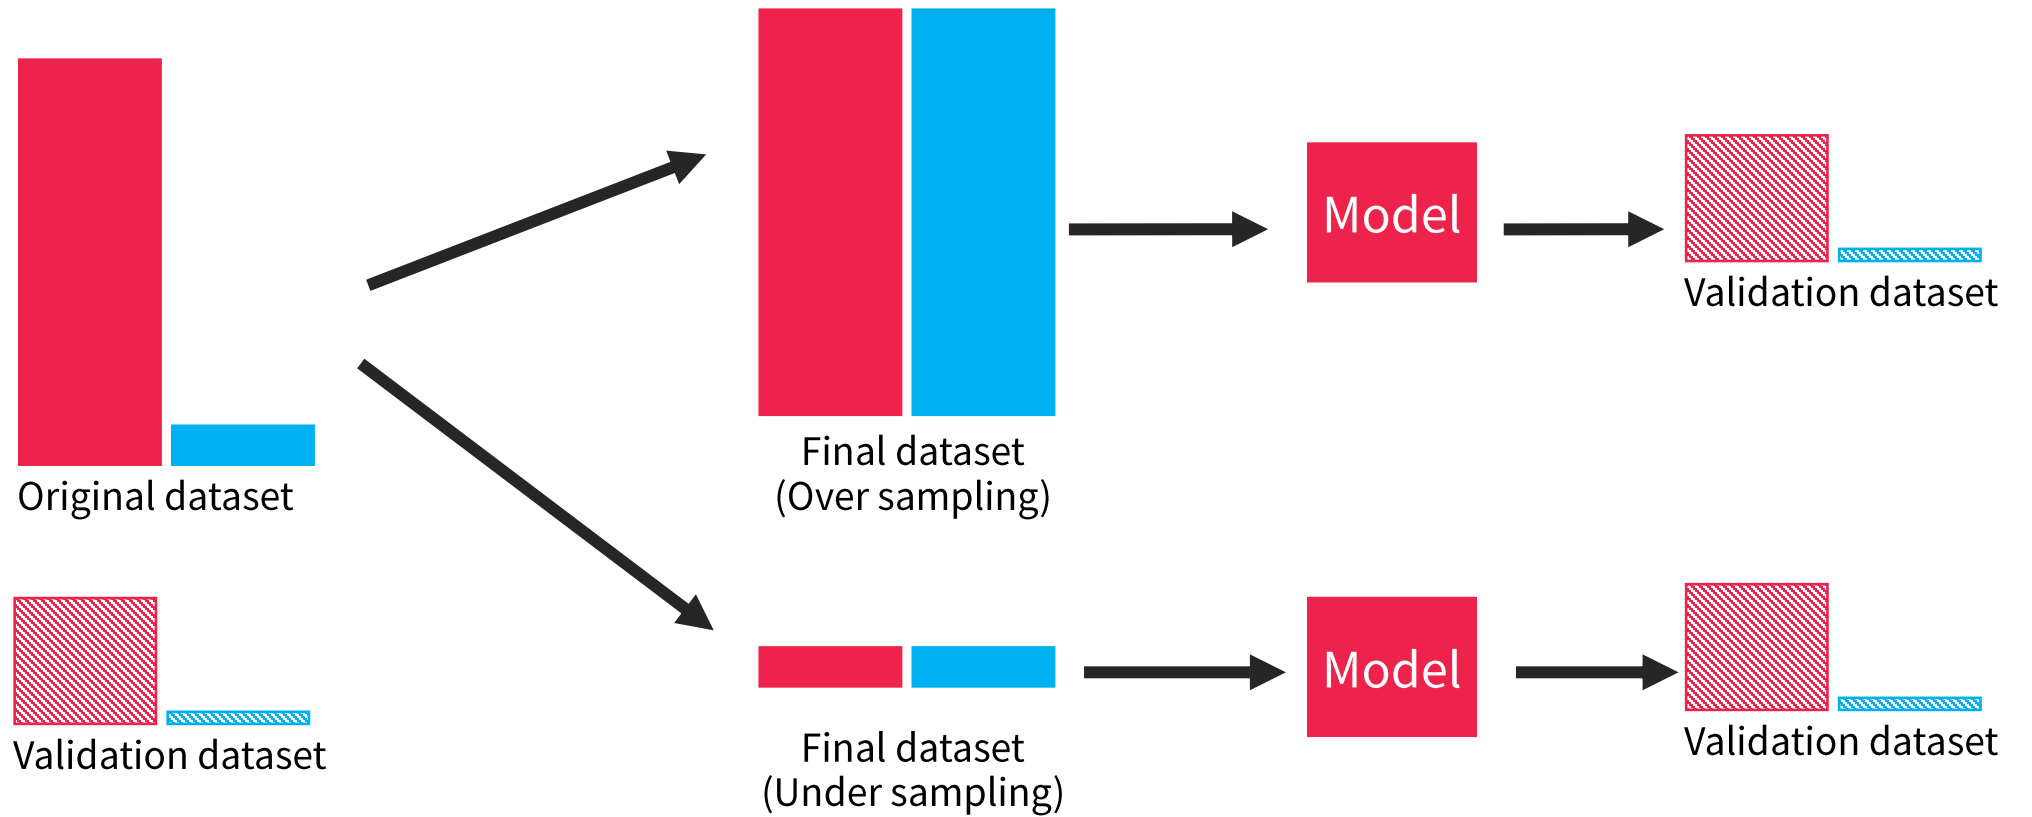 Original dataset
Validation dataset
Final dataset
(Over sampling)
Model
Validation dataset
Final dataset
(Under sampling)
Model
Validation dataset